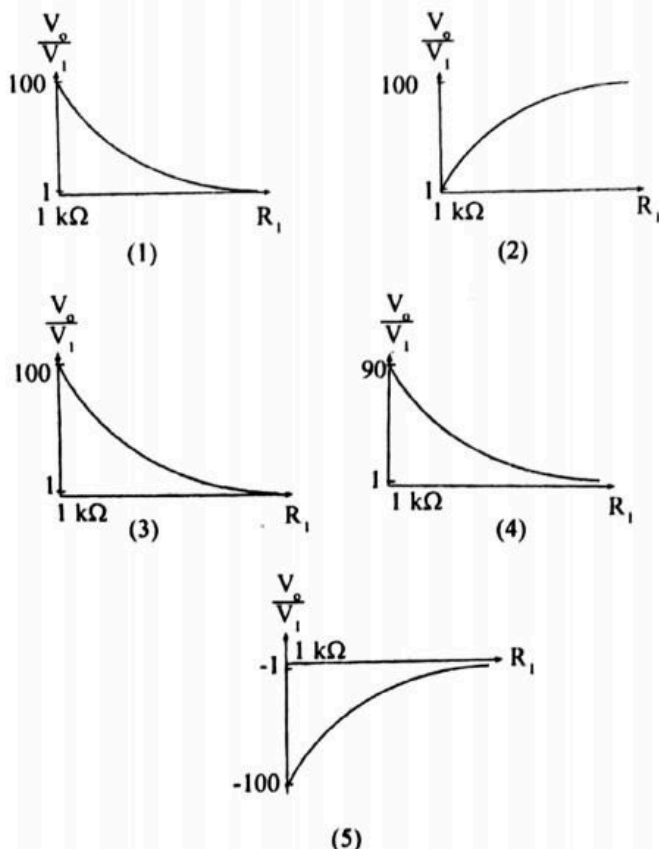 V_o/V_1
100
1
1 kΩ
R_1
(1)
V_o/V_1
100
1
1 kΩ
R_1
(2)
V_o/V_1
100
1
1 kΩ
R_1
(3)
V_o/V_1
90
1
1 kΩ
R_1
(4)
V_o/V_1
1 kΩ
R_1
-1
-100
(5)